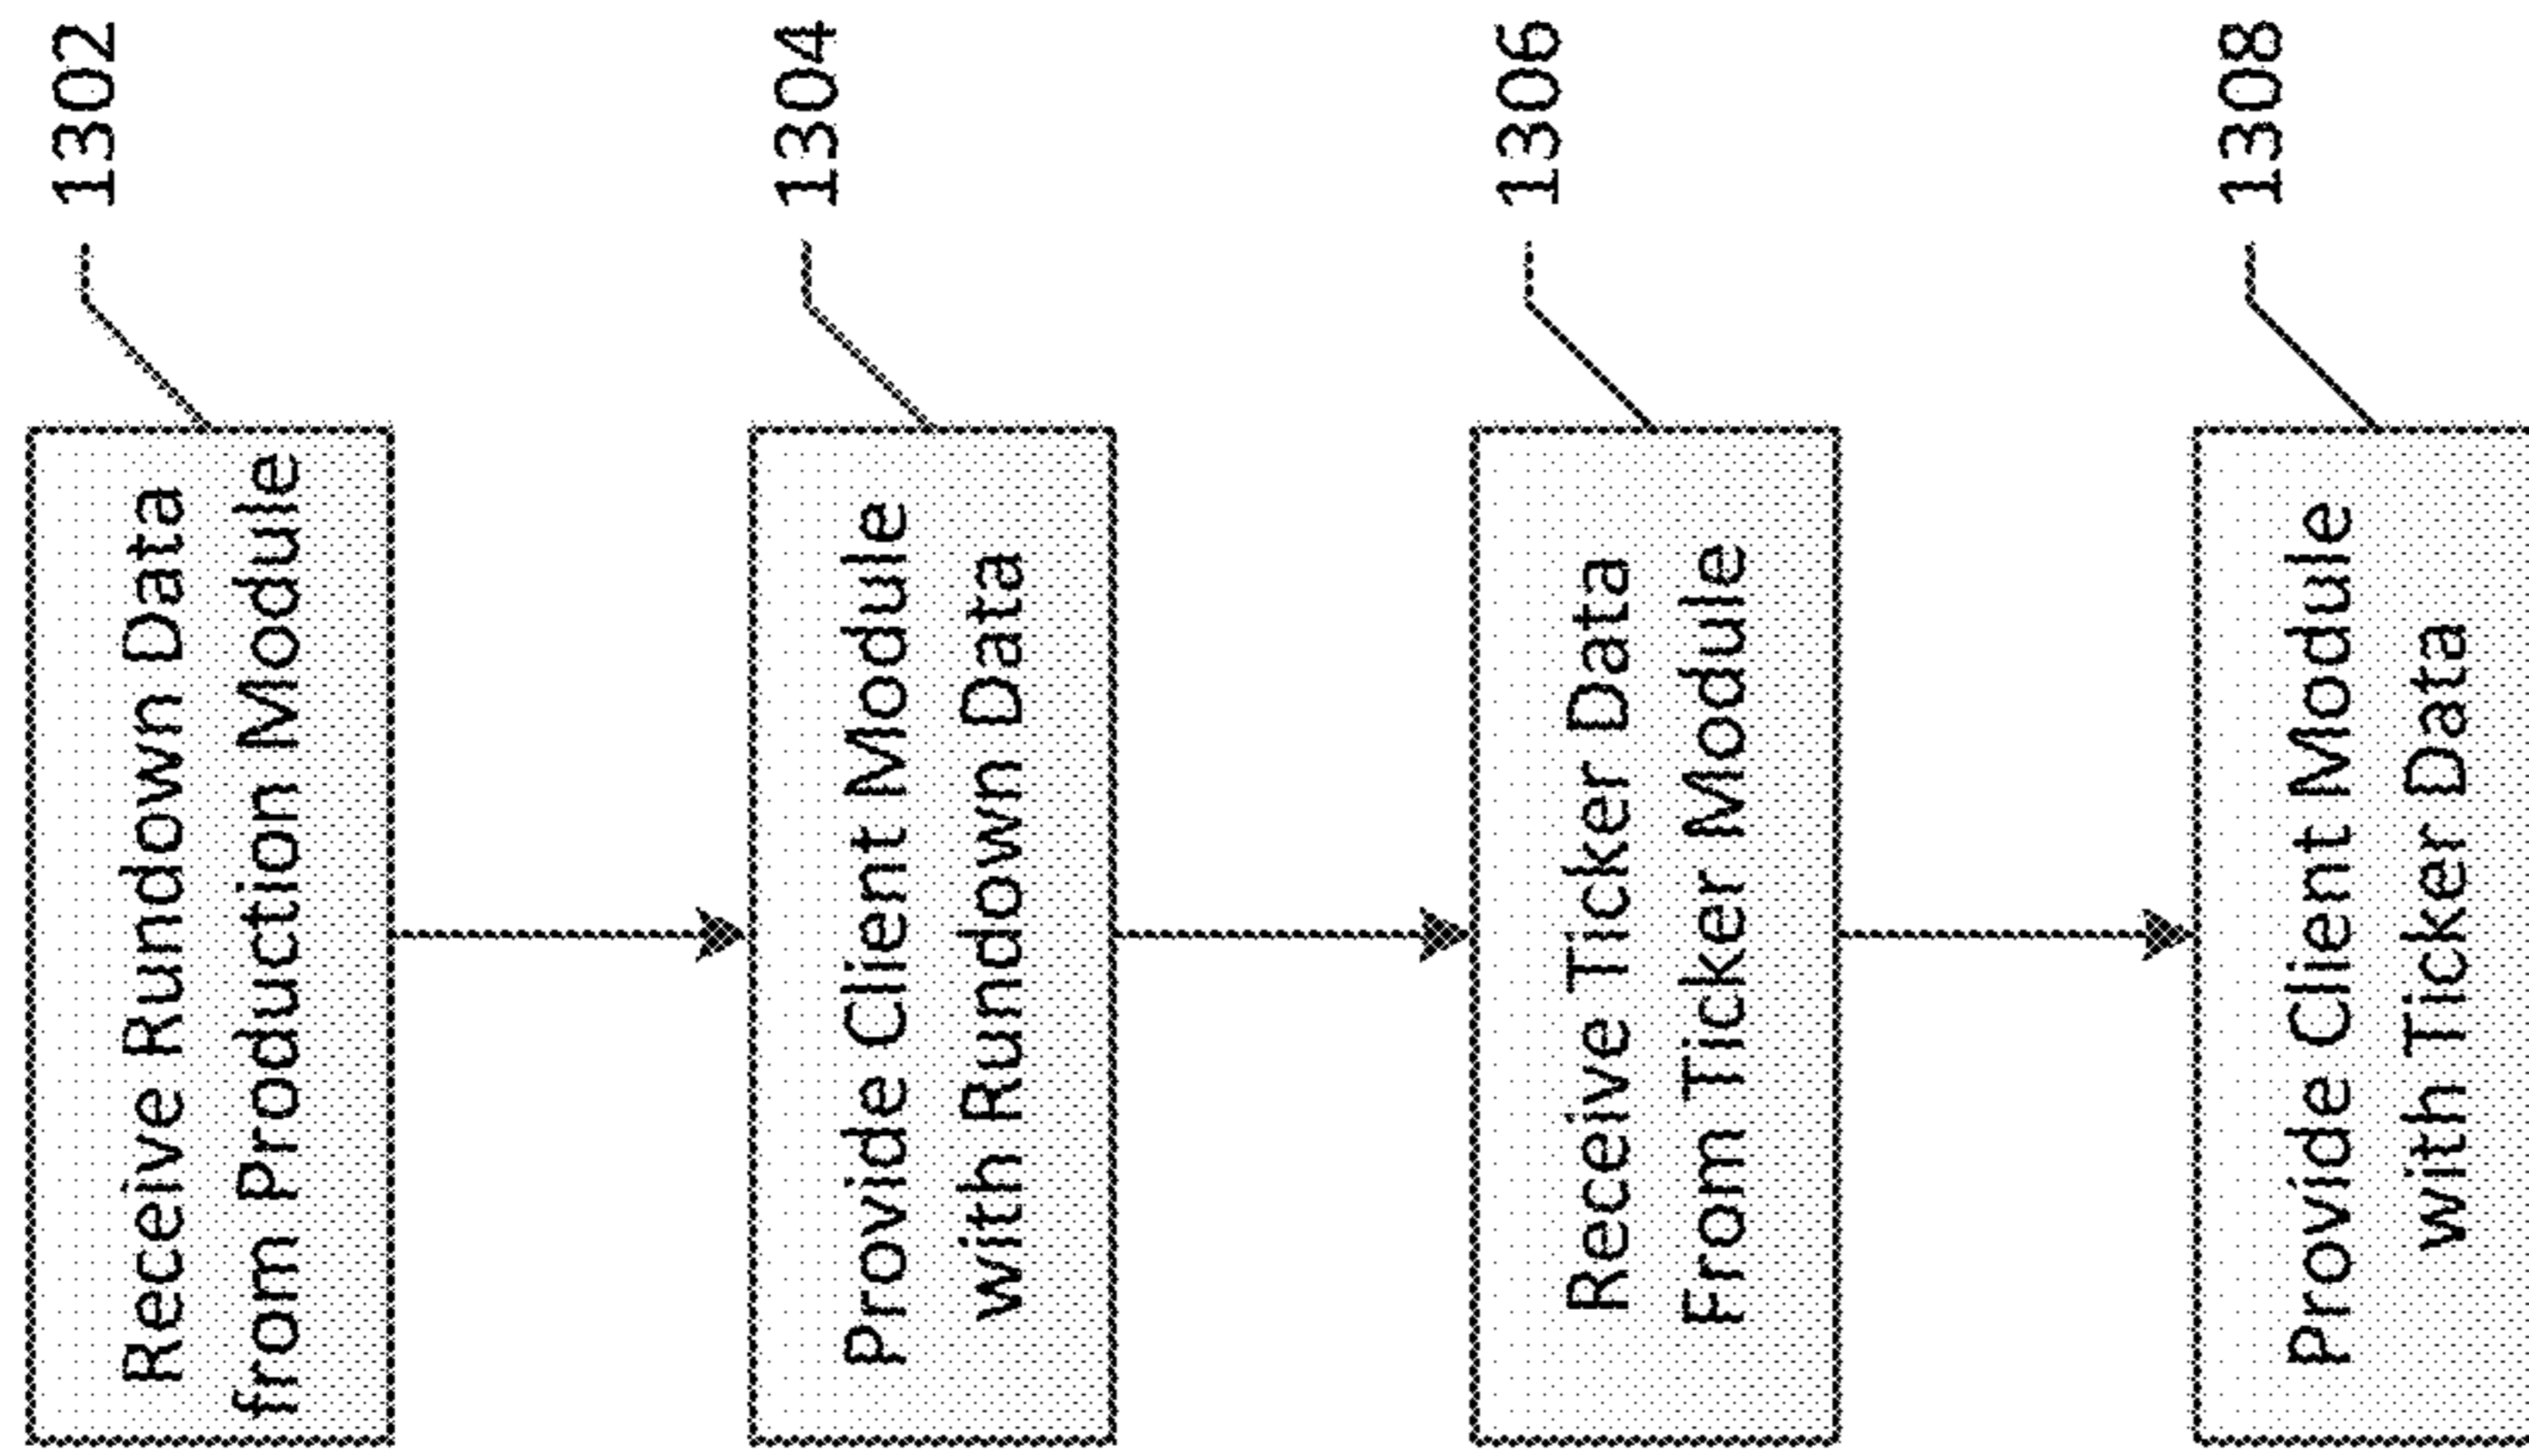 Receive Rundown Data
from Production Module
1302
Provide Client Module
with Rundown Data
1304
Receive Ticker Data
From Ticker Module
1306
Provide Client Module
with Ticker Data
1308